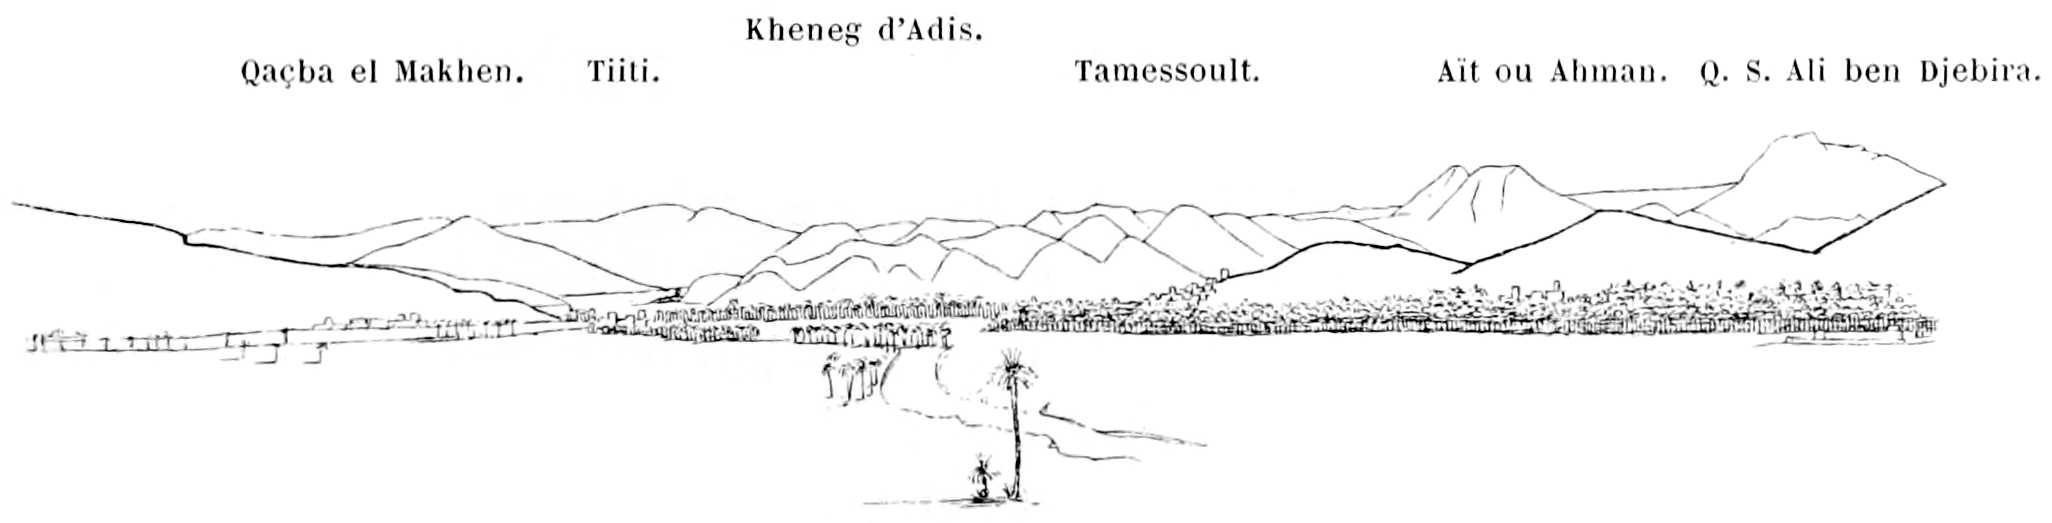 Kheneg d'Adis.
Qaçba el Makhen. Tiiti. Tamessoult. Aït ou Ahman. Q. S. Ali ben Djebira.